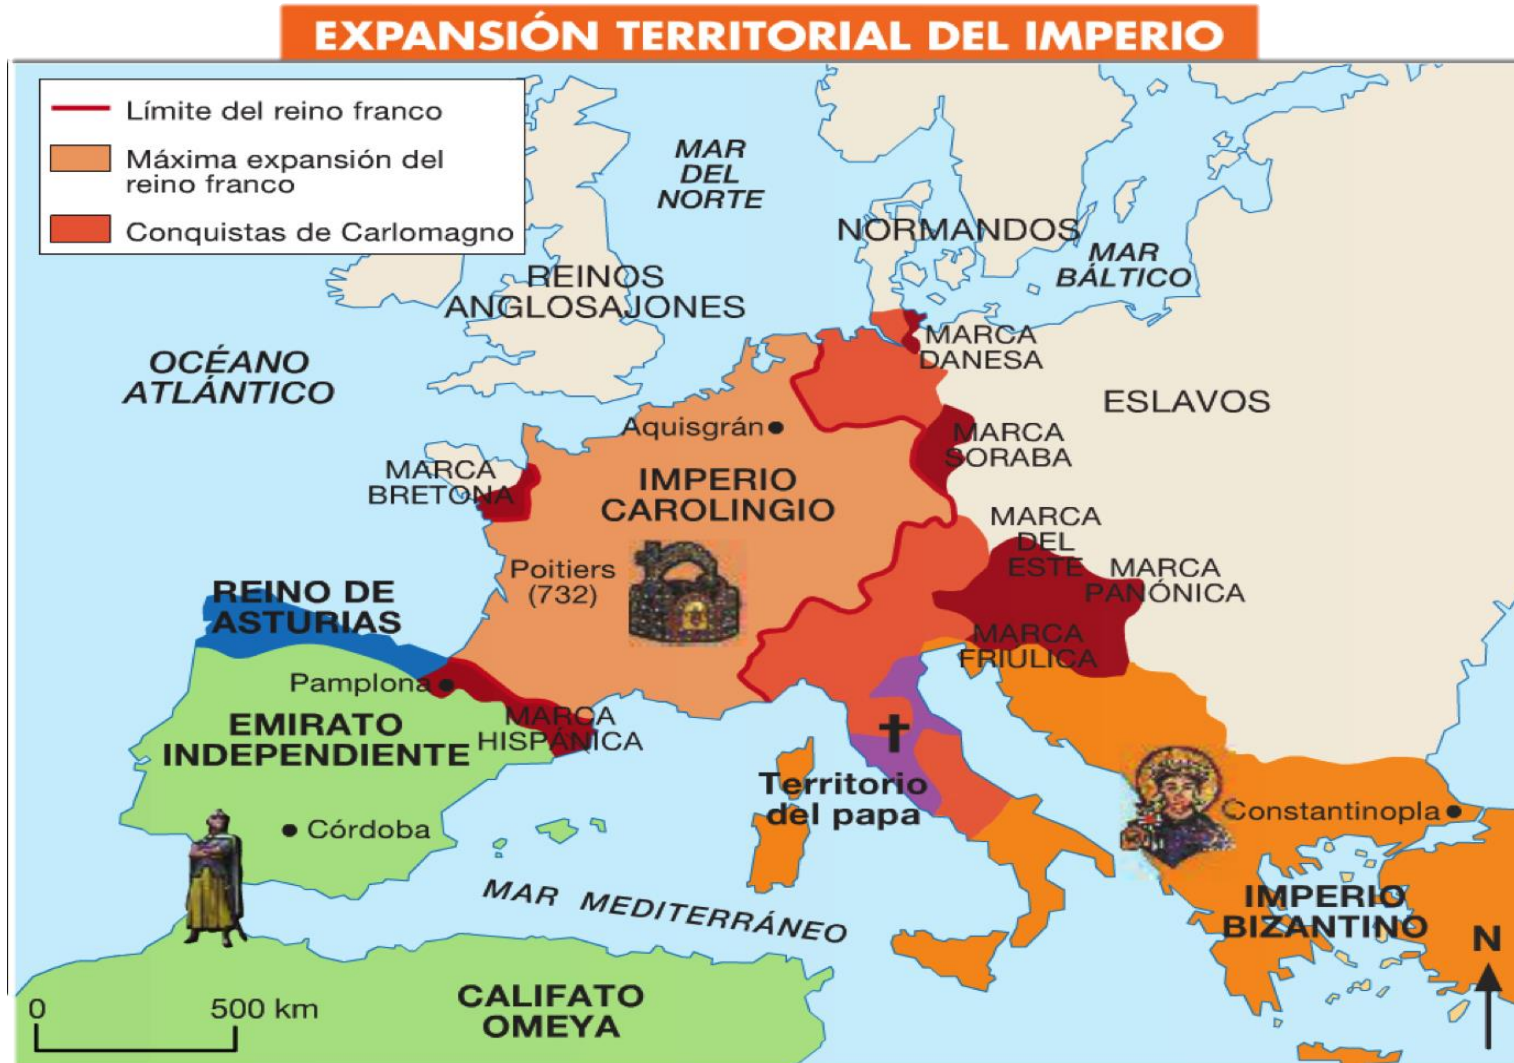 EXPANSIÓN TERRITORIAL DEL IMPERIO
Límite del reino franco
Máxima expansión del
reino franco
Conquistas de Carlomagno
MAR
DEL
NORTE
NORMANDOS
MAR
BÁLTICO
REINOS
ANGLOSAJONES
OCÉANO
ATLÁNTICO
MARCA
DANESA
ESLAVOS
Aquisgrán
MARCA
SORABA
MARCA
BRETONA
IMPERIO
CAROLINGIO
MARCA
DEL
ESTE
MARCA
PANÓNICA
Poitiers
(732)
REINO DE
ASTURIAS
MARCA
FRIÚLICA
Pamplona
MARCA
HISPÁNICA
EMIRATO
INDEPENDIENTE
Territorio
del papa
Constantinopla
Córdoba
MAR MEDITERRÁNEO
IMPERIO
BIZANTINO
N
CALIFATO
OMEYA
0 500 km